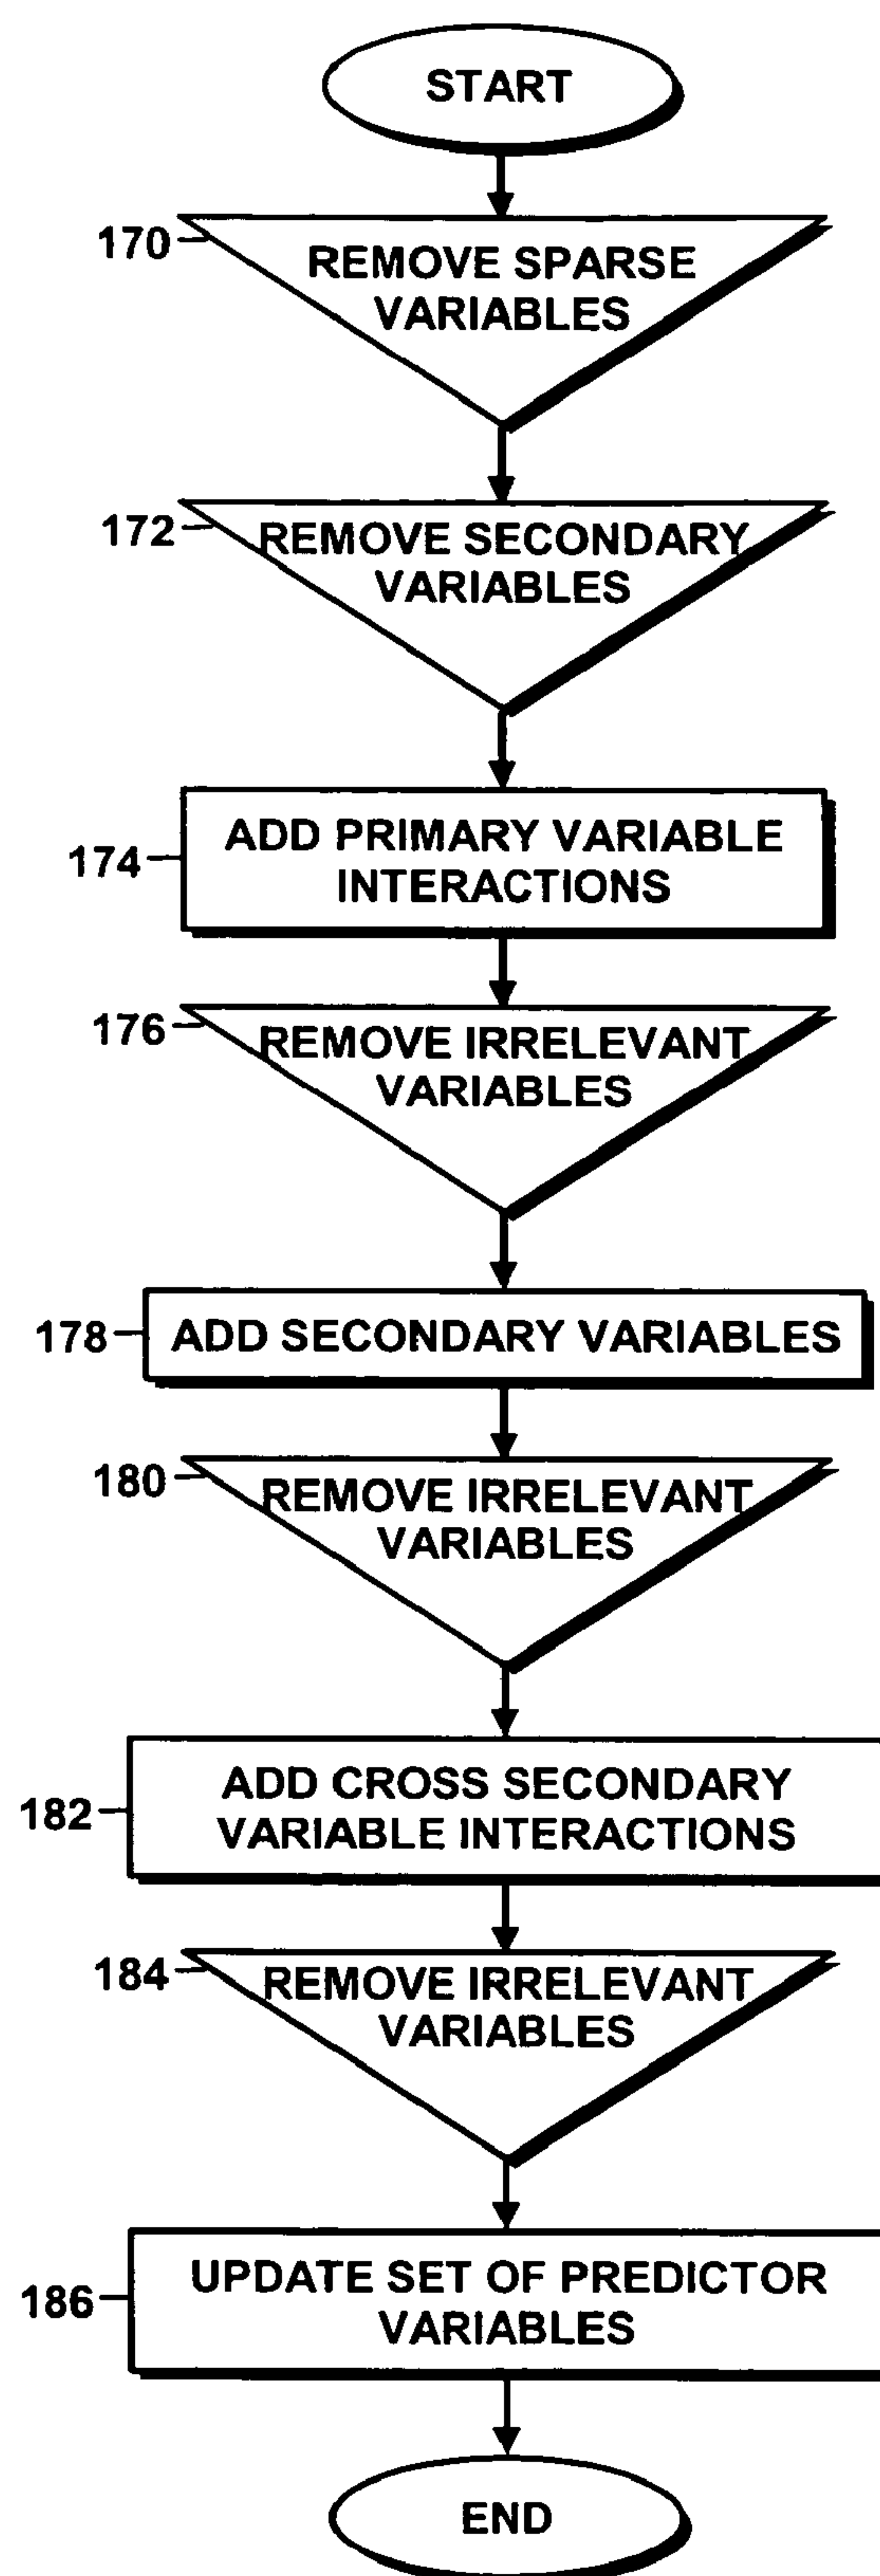 START
170
REMOVE SPARSE
VARIABLES
172
REMOVE SECONDARY
VARIABLES
174
ADD PRIMARY VARIABLE
INTERACTIONS
176
REMOVE IRRELEVANT
VARIABLES
178
ADD SECONDARY VARIABLES
180
REMOVE IRRELEVANT
VARIABLES
182
ADD CROSS SECONDARY
VARIABLE INTERACTIONS
184
REMOVE IRRELEVANT
VARIABLES
186
UPDATE SET OF PREDICTOR
VARIABLES
END